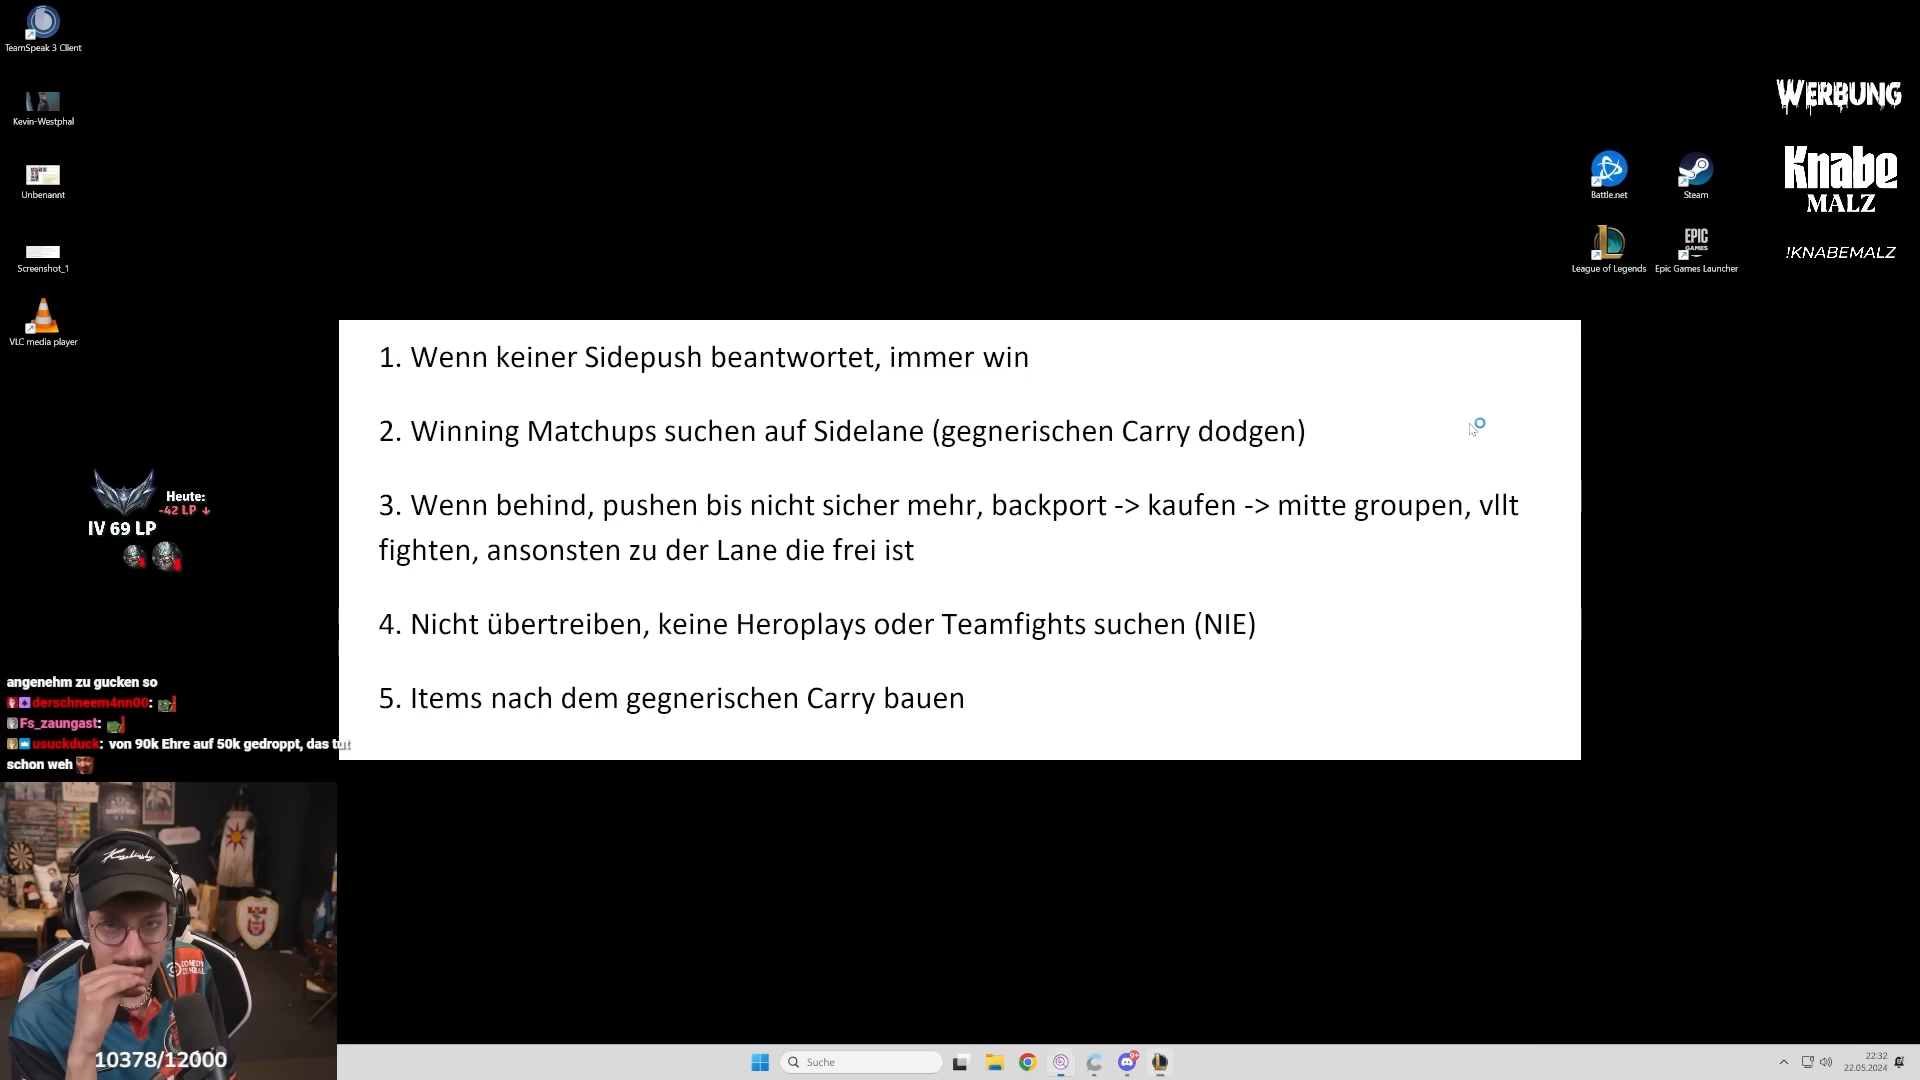 TeamSpeak 3 Client
Kevin-Westphal
Unbenannt
Screenshot_1
VLC media player
WERBUNG
Knabe
MALZ
!KNABEMALZ
Battle.net
Steam
League of Legends
EPIC
GAMES
Epic Games Launcher
1. Wenn keiner Sidepush beantwortet, immer win
2. Winning Matchups suchen auf Sidelane (gegnerischen Carry dodgen)
3. Wenn behind, pushen bis nicht sicher mehr, backport -> kaufen -> mitte groupen, vllt
fighten, ansonsten zu der Lane die frei ist
4. Nicht übertreiben, keine Heroplays oder Teamfights suchen (NIE)
5. Items nach dem gegnerischen Carry bauen
Heute:
-42 LP ↓
IV 69 LP
angenehm zu gucken so
derschneem4nn00:
Fs_zaungast:
usuckduck: von 90k Ehre auf 50k gedroppt, das tut
schon weh
COMEDY
CENTRAL
10378/12000
Suche
9+
22:32
22.05.2024